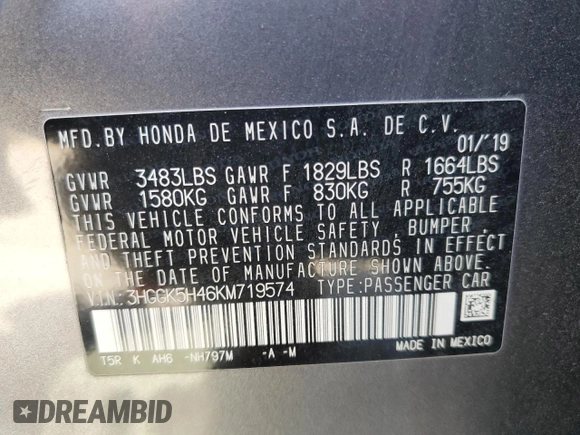 MFD.BY HONDA DE MEXICO S.A. DE C.V.
01/'19
GVWR 3483LBS GAWR F 1829LBS R 1664LBS
GVWR 1580KG GAWR F 830KG R 755KG
THIS VEHICLE CONFORMS TO ALL APPLICABLE
FEDERAL MOTOR VEHICLE SAFETY, BUMPER,
AND THEFT PREVENTION STANDARDS IN EFFECT
ON THE DATE OF MANUFACTURE SHOWN ABOVE.
V.I.N.: 3HGGK5H46KM719574 TYPE:PASSENGER CAR
T5R K AH6 -NH797M -A -M
MADE IN MEXICO
DREAMBID